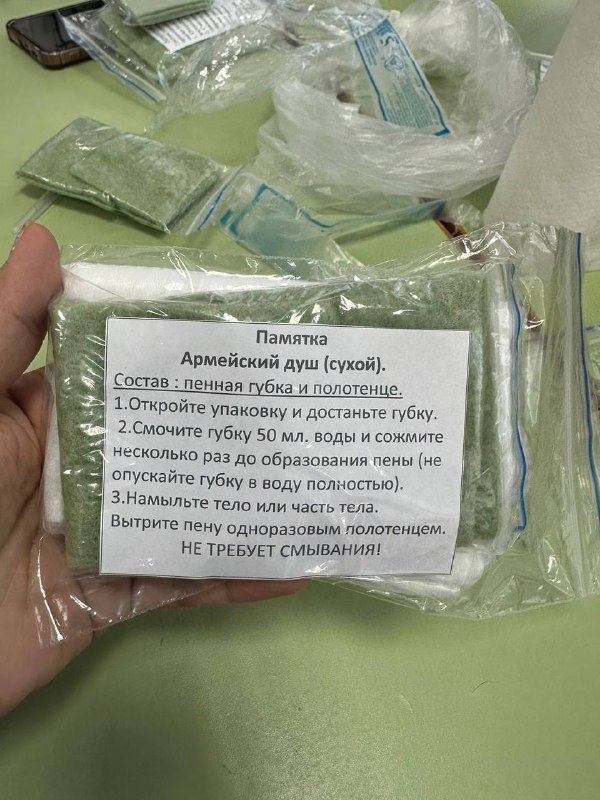 Памятка
Армейский душ (сухой).
Состав : пенная губка и полотенце.
1.Откройте упаковку и достаньте губку.
2.Смочите губку 50 мл. воды и сожмите
несколько раз до образования пены (не
опускайте губку в воду полностью).
3.Намыльте тело или часть тела.
Вытрите пену одноразовым полотенцем.
НЕ ТРЕБУЕТ СМЫВАНИЯ!